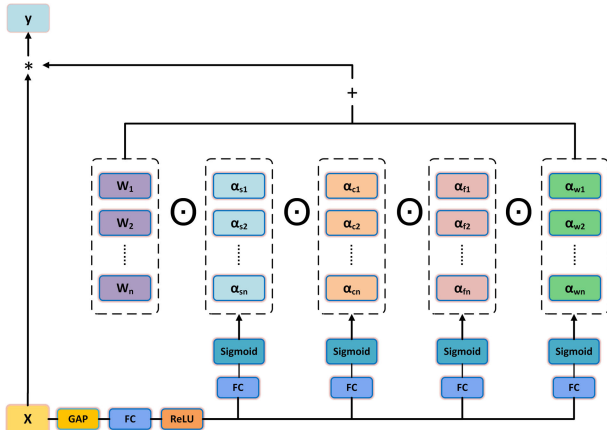 y
*
+
W₁ ⊙ αs1 ⊙ αc1 ⊙ αf1 ⊙ αw1
W₂ αs2 αc2 αf2 αw2
...... ...... ...... ...... ......
Wₙ αsn αcn αfn αwn
Sigmoid Sigmoid Sigmoid Sigmoid
FC FC FC FC
X GAP FC ReLU